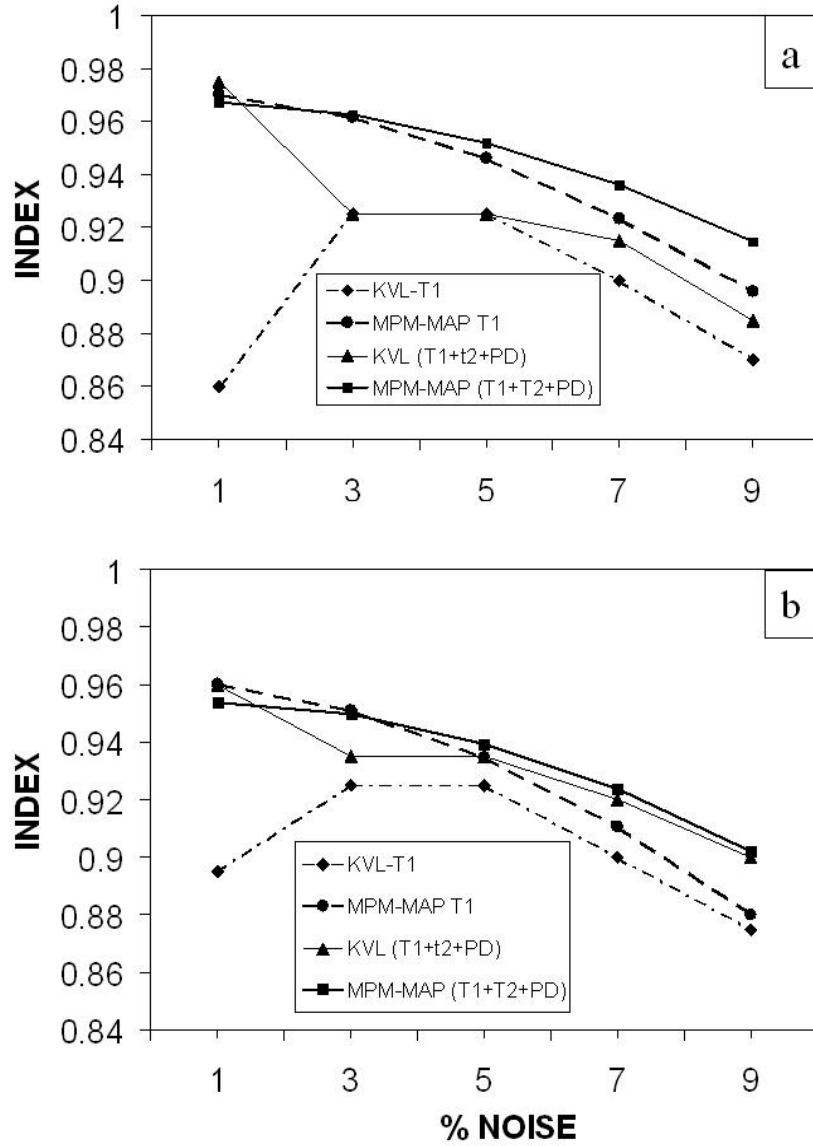 a
1
0.98
0.96
0.94
0.92
0.9
0.88
0.86
0.84
INDEX
KVL-T1
MPM-MAP T1
KVL (T1+t2+PD)
MPM-MAP (T1+T2+PD)
1 3 5 7 9
b
1
0.98
0.96
0.94
0.92
0.9
0.88
0.86
0.84
INDEX
KVL-T1
MPM-MAP T1
KVL (T1+t2+PD)
MPM-MAP (T1+T2+PD)
1 3 5 7 9
% NOISE